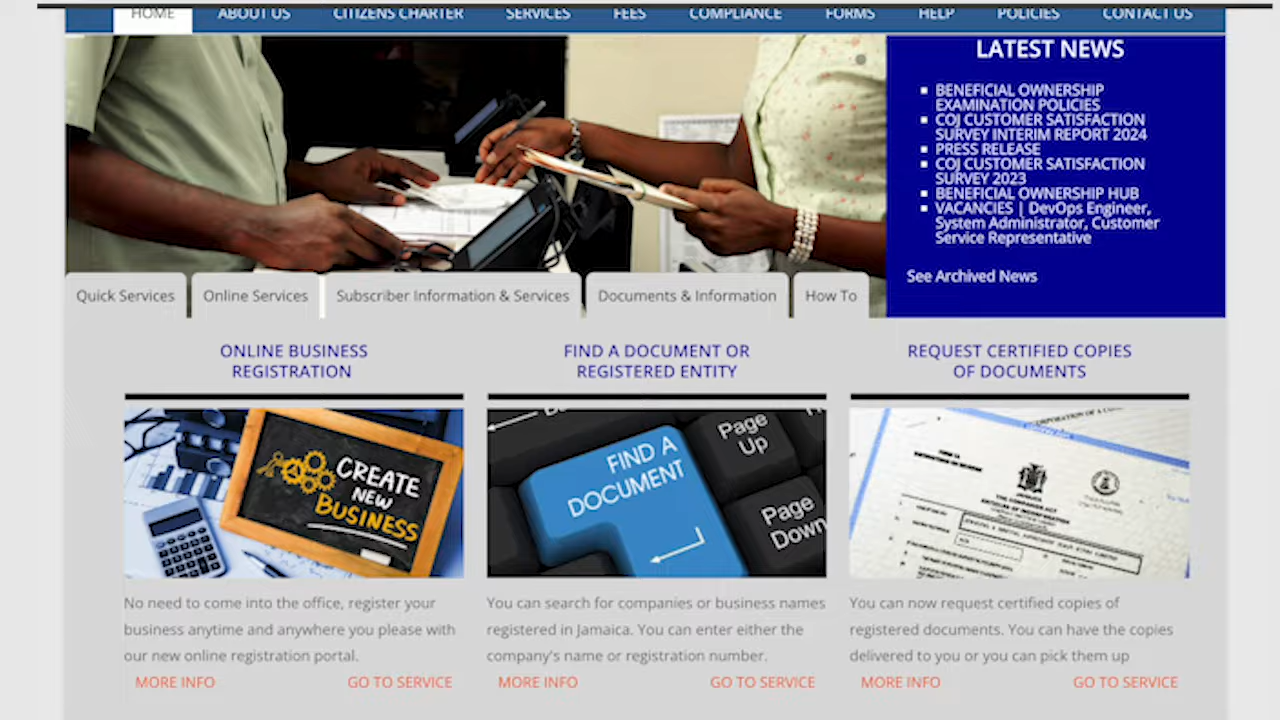 HOME ABOUT US CITIZENS CHARTER SERVICES FEES COMPLIANCE FORMS HELP POLICIES CONTACT US
LATEST NEWS
BENEFICIAL OWNERSHIP
EXAMINATION POLICIES
COJ CUSTOMER SATISFACTION
SURVEY INTERIM REPORT 2024
PRESS RELEASE
COJ CUSTOMER SATISFACTION
SURVEY 2023
BENEFICIAL OWNERSHIP HUB
VACANCIES | DevOps Engineer,
System Administrator, Customer
Service Representative
See Archived News
Quick Services Online Services Subscriber Information & Services Documents & Information How To
ONLINE BUSINESS
REGISTRATION
CREATE
NEW
BUSINESS
No need to come into the office, register your
business anytime and anywhere you please with
our new online registration portal.
MORE INFO GO TO SERVICE
FIND A DOCUMENT OR
REGISTERED ENTITY
FIND A
DOCUMENT
Page
Up
Page
Down
You can search for companies or business names
registered in Jamaica. You can enter either the
company's name or registration number.
MORE INFO GO TO SERVICE
REQUEST CERTIFIED COPIES
OF DOCUMENTS
You can now request certified copies of
registered documents. You can have the copies
delivered to you or you can pick them up
MORE INFO GO TO SERVICE